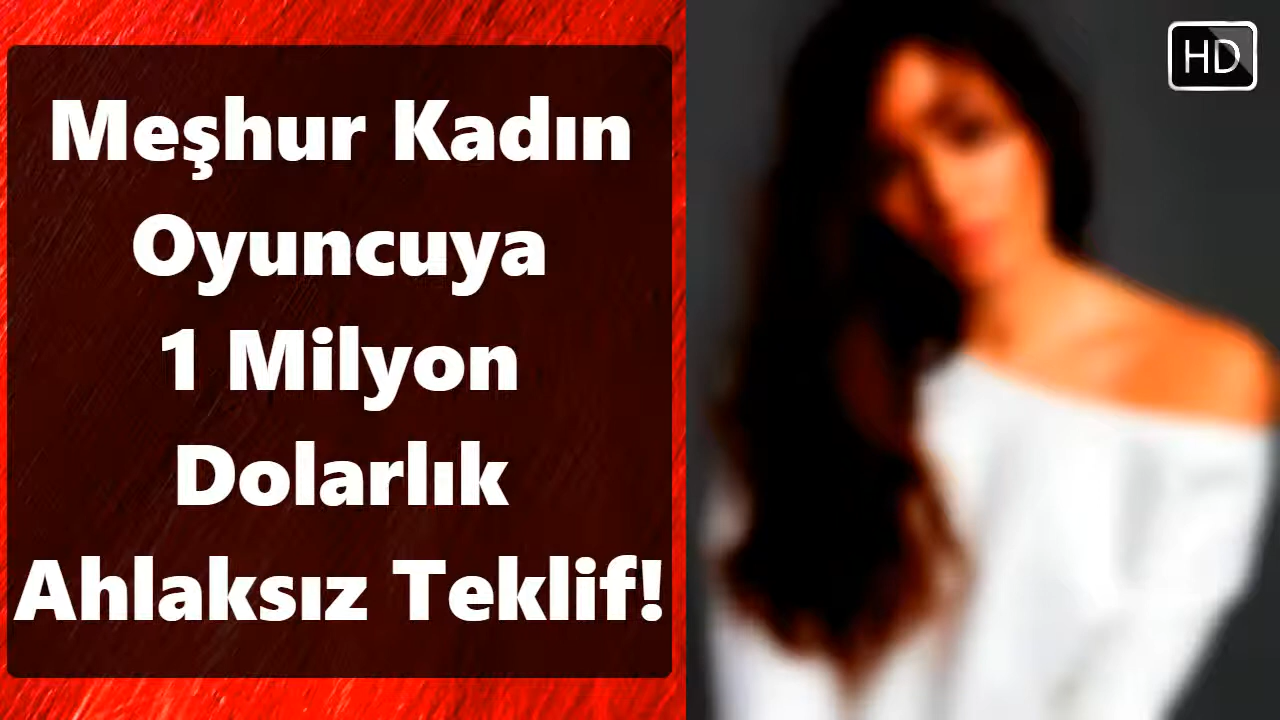 Meşhur Kadın
Oyuncuya
1 Milyon
Dolarlık
Ahlaksız Teklif!
HD